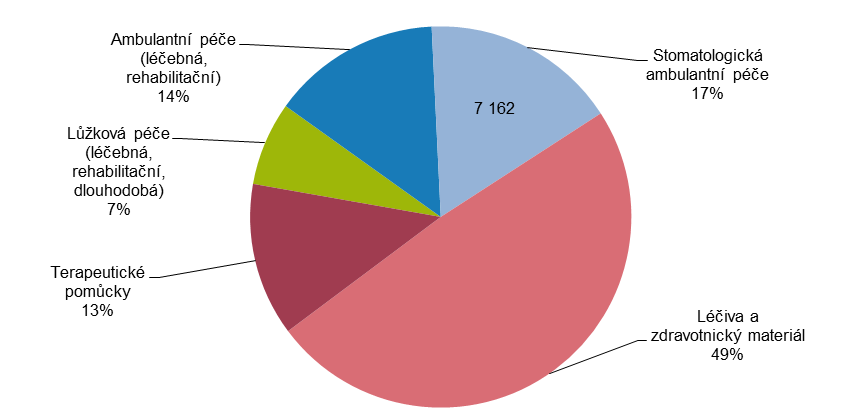 Ambulantní péče
(léčebná,
rehabilitační)
14%
Stomatologická
ambulantní péče
17%
7 162
Lůžková péče
(léčebná,
rehabilitační,
dlouhodobá)
7%
Terapeutické
pomůcky
13%
Léčiva a
zdravotnický materiál
49%